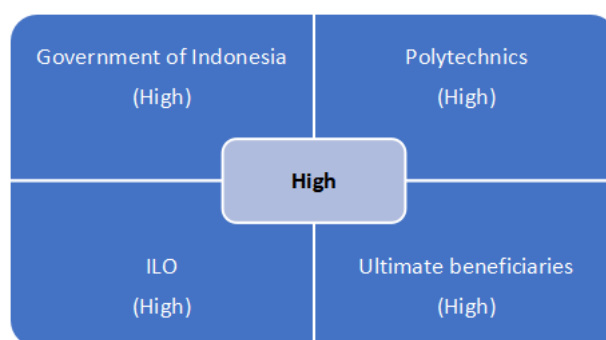 Government of Indonesia
(High)
Polytechnics
(High)
High
ILO
(High)
Ultimate beneficiaries
(High)